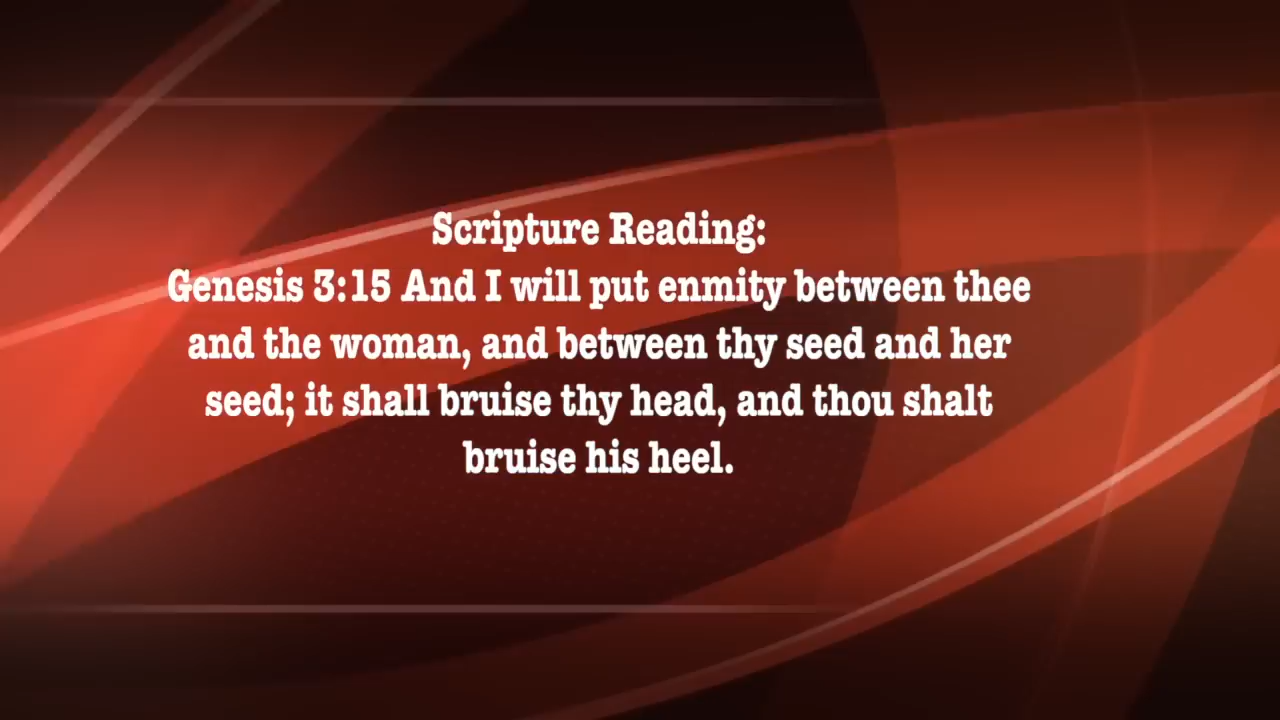 Scripture Reading:
Genesis 3:15 And I will put enmity between thee
and the woman, and between thy seed and her
seed; it shall bruise thy head, and thou shalt
bruise his heel.